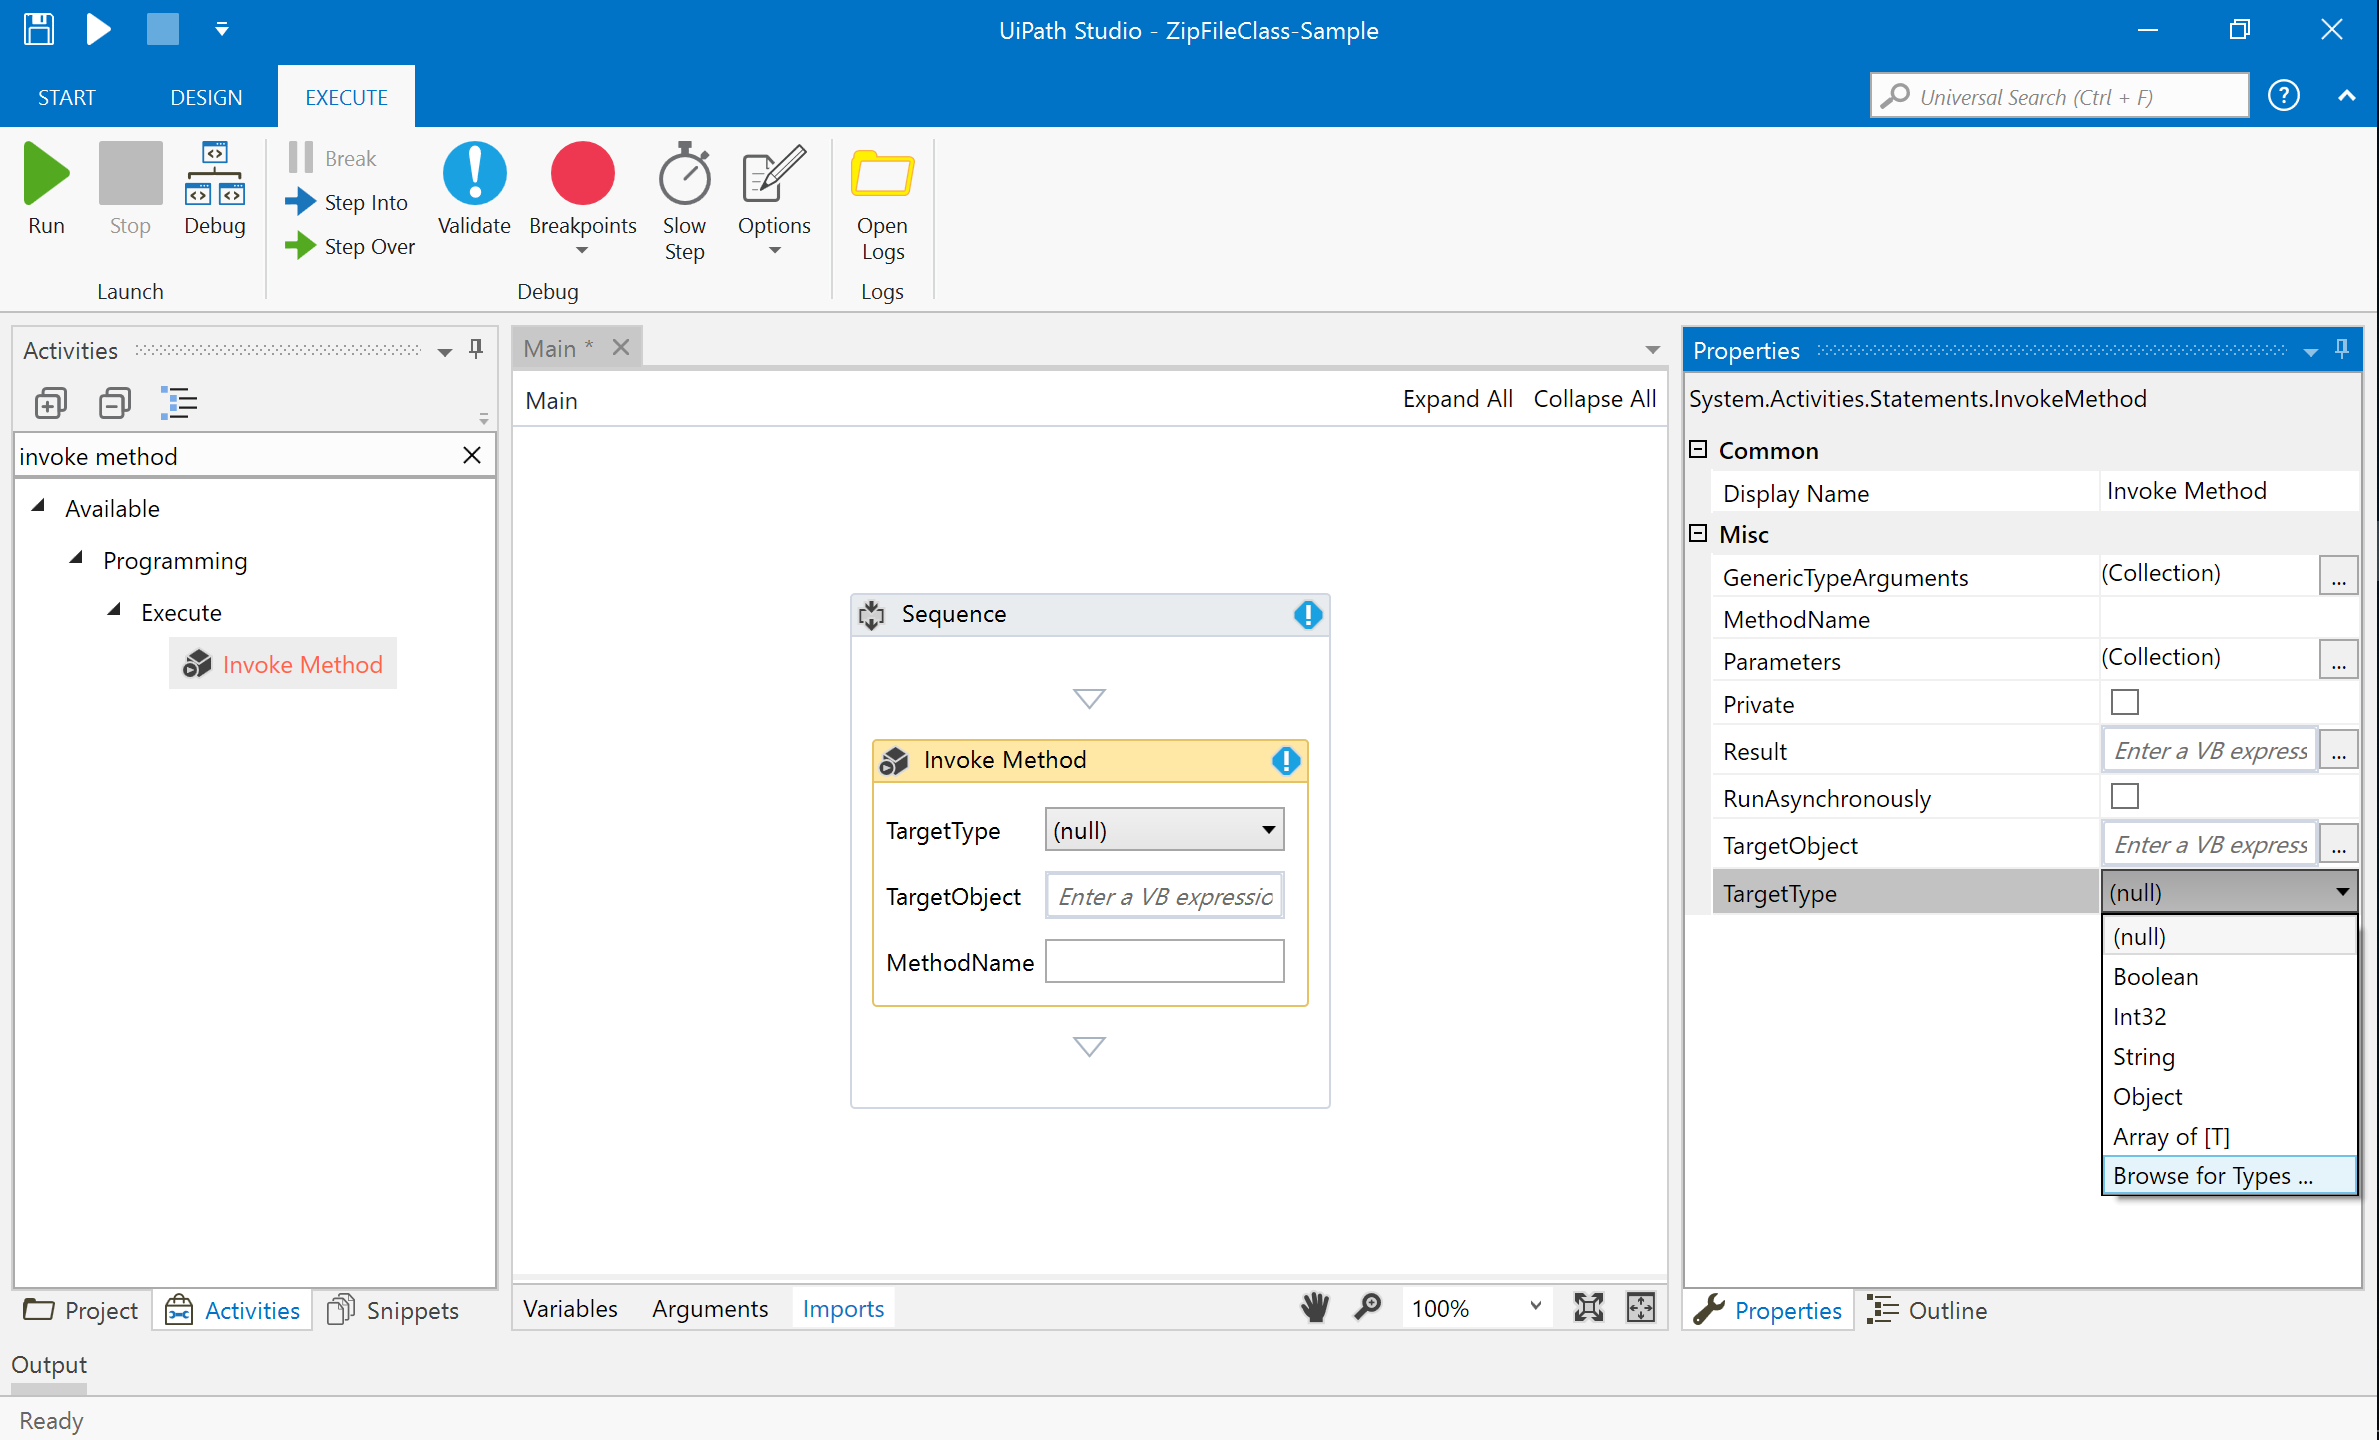 UiPath Studio - ZipFileClass-Sample
START
DESIGN
EXECUTE
Universal Search (Ctrl + F)
?
Run
Stop
Debug
Launch
Break
Step Into
Step Over
Validate
Breakpoints
Slow
Step
Options
Debug
Open
Logs
Logs
Activities
invoke method
Available
Programming
Execute
Invoke Method
Project
Activities
Snippets
Main *
Main
Expand All
Collapse All
Sequence
Invoke Method
TargetType
(null)
TargetObject
Enter a VB expressio
MethodName
Variables
Arguments
Imports
100%
Properties
System.Activities.Statements.InvokeMethod
Common
Display Name
Invoke Method
Misc
GenericTypeArguments
(Collection)
...
MethodName
Parameters
(Collection)
...
Private
Result
Enter a VB express
...
RunAsynchronously
TargetObject
Enter a VB express
...
TargetType
(null)
(null)
Boolean
Int32
String
Object
Array of [T]
Browse for Types ...
Properties
Outline
Output
Ready